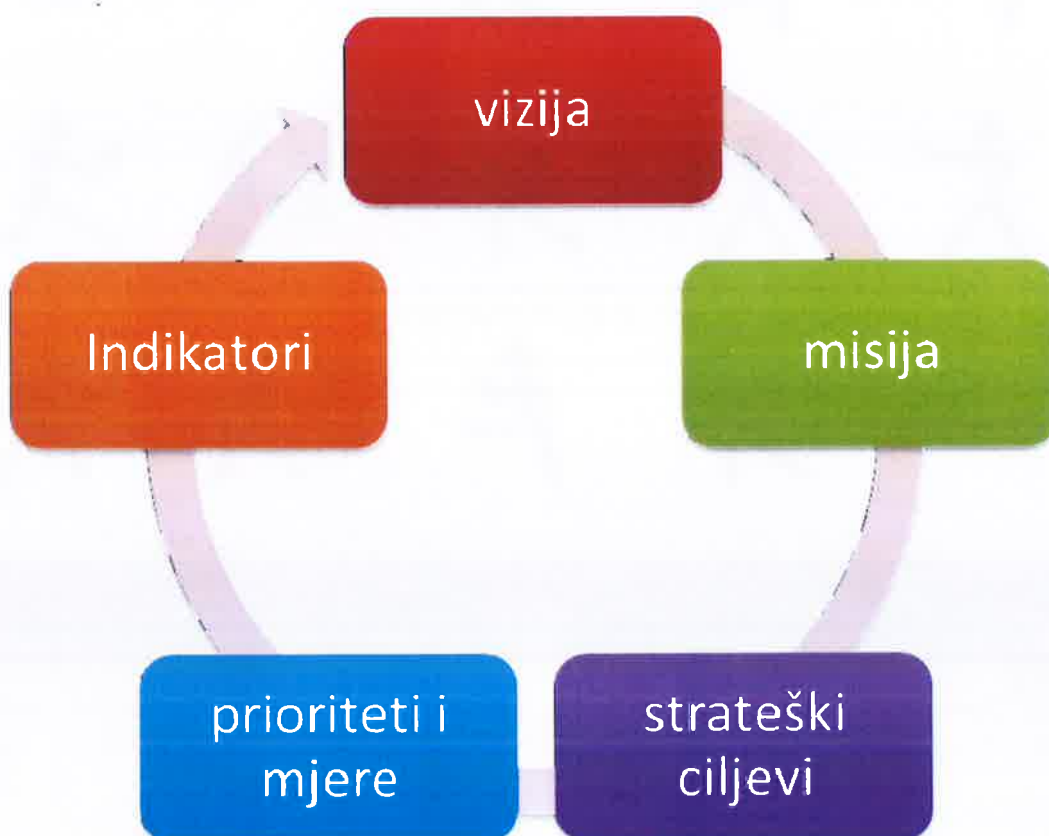 vizija
misija
strateški
ciljevi
prioriteti i
mjere
Indikatori